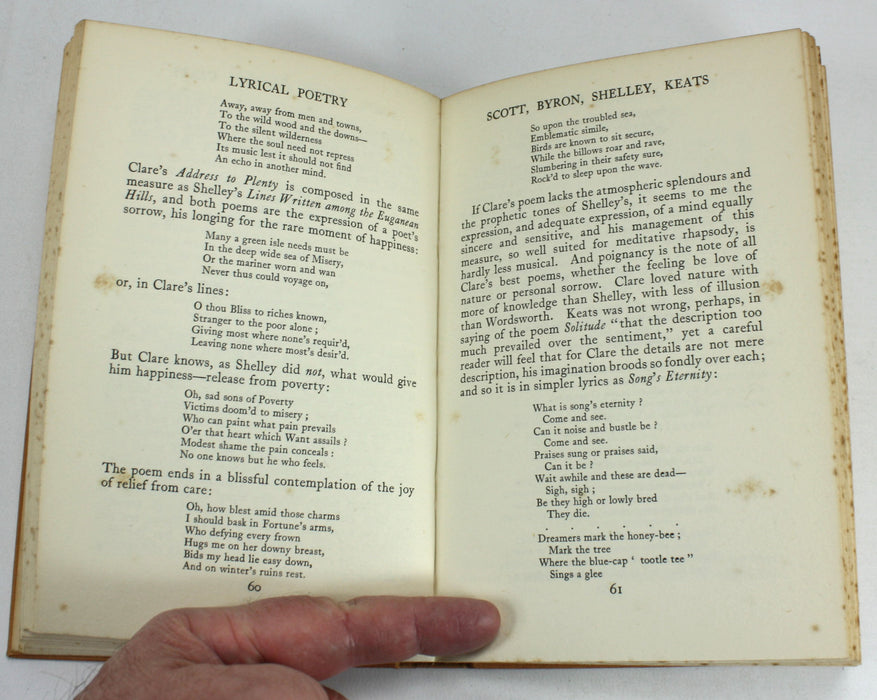 LYRICAL POETRY
Away, away from men and towns,
To the wild wood and the downs—
To the silent wilderness
Where the soul need not repress
Its music lest it should not find
An echo in another mind.
Clare's Address to Plenty is composed in the same
measure as Shelley's Lines Written among the Euganean
Hills, and both poems are the expression of a poet's
sorrow, his longing for the rare moment of happiness:
Many a green isle needs must be
In the deep wide sea of Misery,
Or the mariner worn and wan
Never thus could voyage on,
or, in Clare's lines:
O thou Bliss to riches known,
Stranger to the poor alone;
Giving most where none's requir'd,
Leaving none where most's desir'd.
But Clare knows, as Shelley did not, what would give
him happiness—release from poverty:
Oh, sad sons of Poverty
Victims doom'd to misery;
Who can paint what pain prevails
O'er that heart which Want assails?
Modest shame the pain conceals:
No one knows but he who feels.
The poem ends in a blissful contemplation of the joy
of relief from care:
Oh, how blest amid those charms
I should bask in Fortune's arms,
Who defying every frown
Hugs me on her downy breast,
Bids my head lie easy down,
And on winter's ruins rest.
60
SCOTT, BYRON, SHELLEY, KEATS
So upon the troubled sea,
Emblematic simile,
Birds are known to sit secure,
While the billows roar and rave,
Slumbering in their safety sure,
Rock'd to sleep upon the wave.
If Clare's poem lacks the atmospheric splendours and
the prophetic tones of Shelley's, it seems to me the
expression, and adequate expression, of a mind equally
sincere and sensitive, and his management of this
measure, so well suited for meditative rhapsody, is
hardly less musical. And poignancy is the note of all
Clare's best poems, whether the feeling be love of
nature or personal sorrow. Clare loved nature with
more of knowledge than Shelley, with less of illusion
than Wordsworth. Keats was not wrong, perhaps, in
saying of the poem Solitude "that the description too
much prevailed over the sentiment," yet a careful
reader will feel that for Clare the details are not mere
description, his imagination broods so fondly over each;
and so it is in simpler lyrics as Song's Eternity:
What is song's eternity?
Come and see.
Can it noise and bustle be?
Come and see.
Praises sung or praises said,
Can it be?
Wait awhile and these are dead—
Sigh, sigh;
Be they high or lowly bred
They die.
. . . . . .
Dreamers mark the honey-bee;
Mark the tree
Where the blue-cap ' tootle tee"
Sings a glee
61